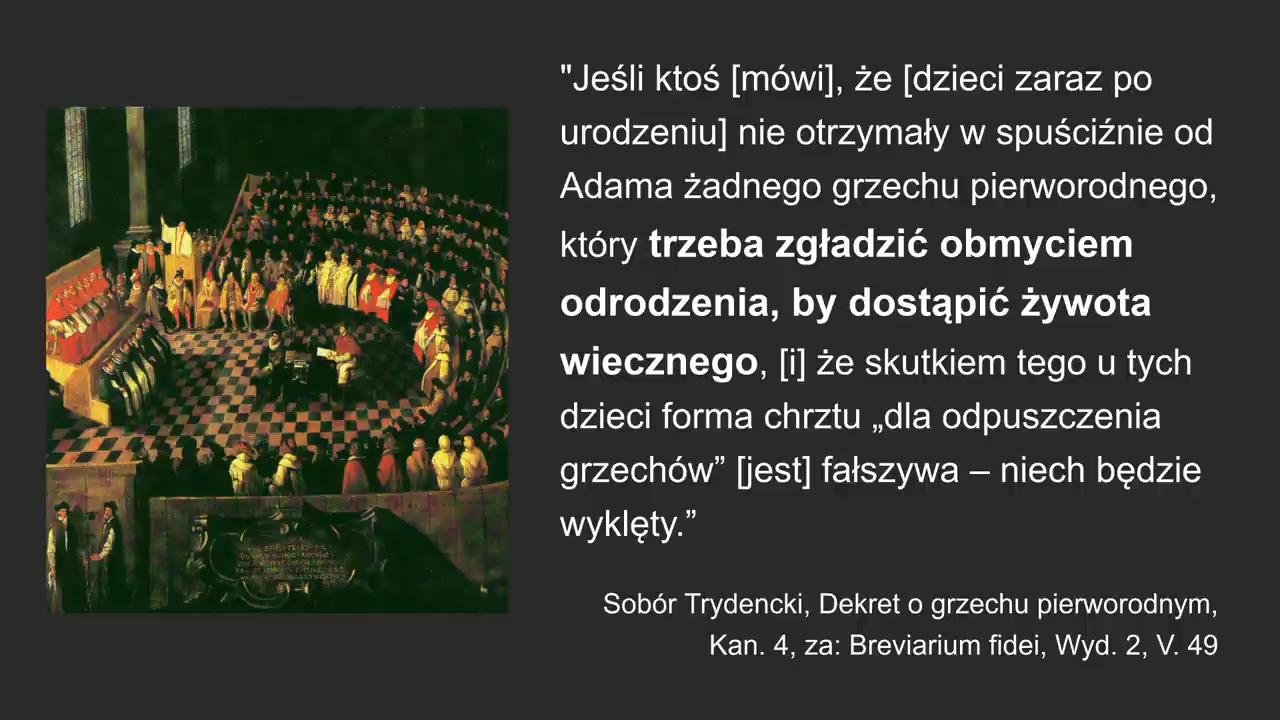 "Jeśli ktoś [mówi], że [dzieci zaraz po
urodzeniu] nie otrzymały w spuściźnie od
Adama żadnego grzechu pierworodnego,
który trzeba zgładzić obmyciem
odrodzenia, by dostąpić żywota
wiecznego, [i] że skutkiem tego u tych
dzieci forma chrztu „dla odpuszczenia
grzechów” [jest] fałszywa – niech będzie
wyklęty.”
Sobór Trydencki, Dekret o grzechu pierworodnym,
Kan. 4, za: Breviarium fidei, Wyd. 2, V. 49